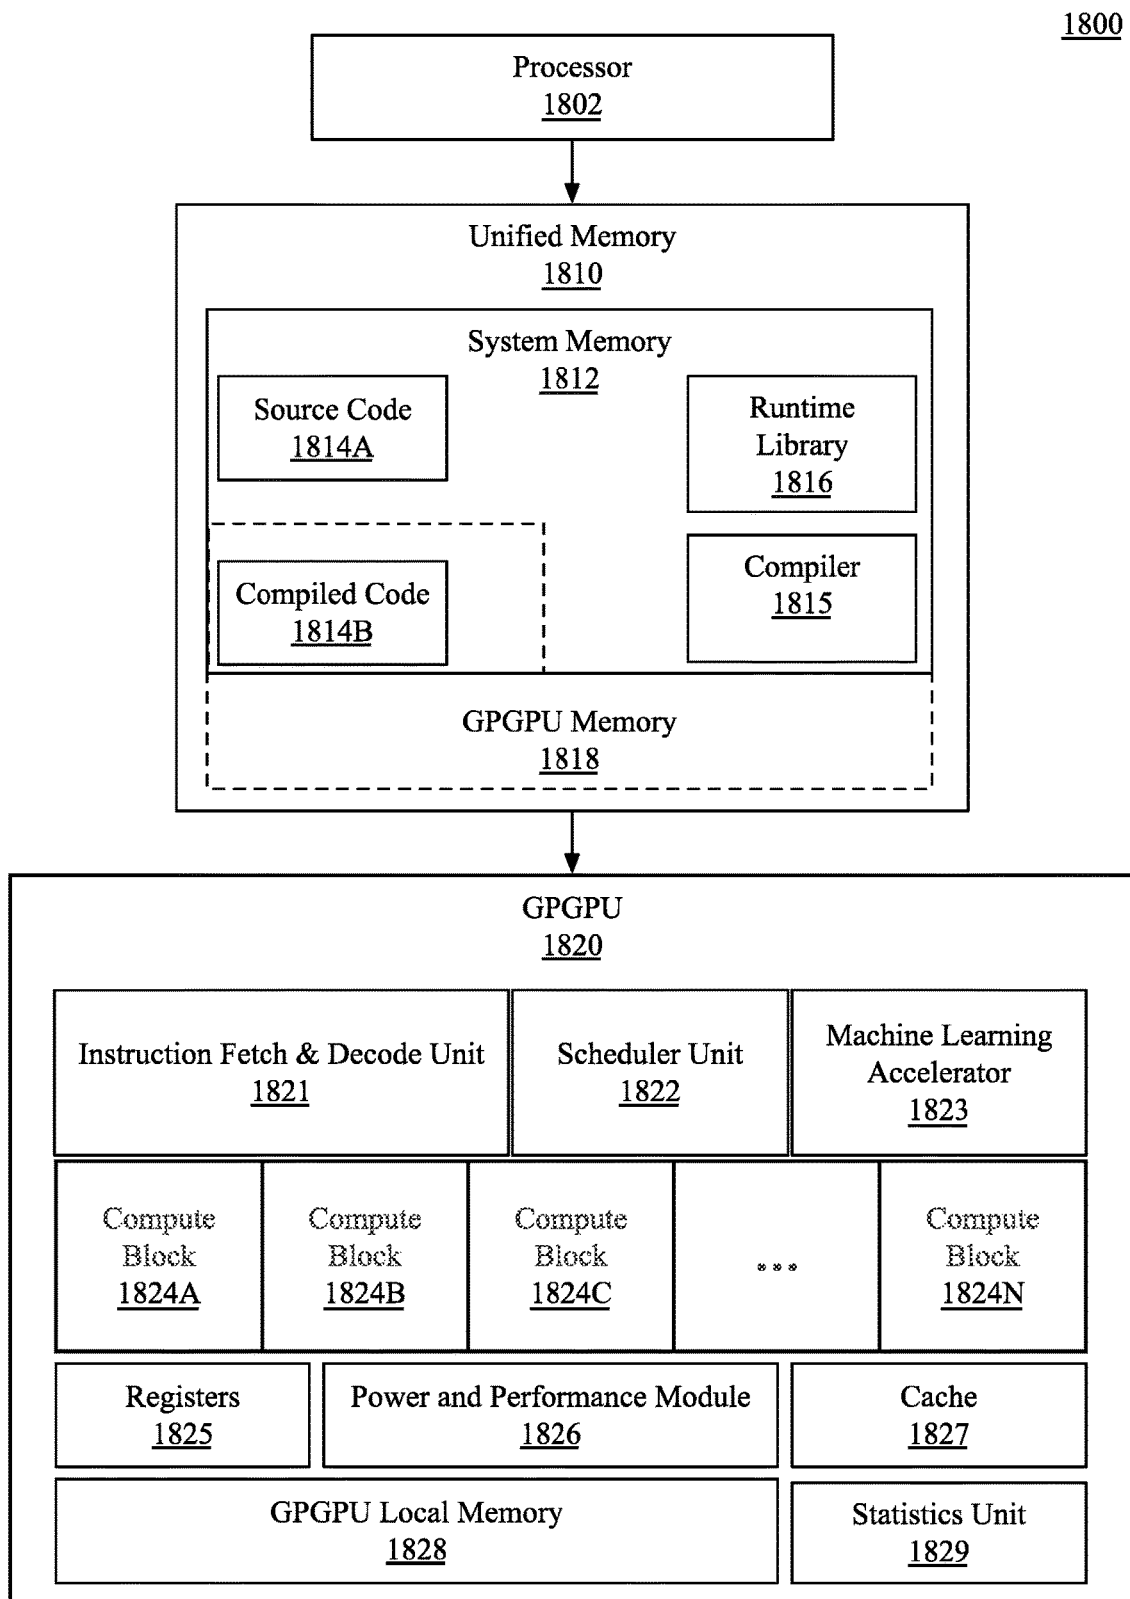 1800
Processor
1802
Unified Memory
1810
System Memory
1812
Source Code
1814A
Runtime
Library
1816
Compiled Code
1814B
Compiler
1815
GPGPU Memory
1818
GPGPU
1820
Instruction Fetch & Decode Unit
1821
Scheduler Unit
1822
Machine Learning
Accelerator
1823
Compute
Block
1824A
Compute
Block
1824B
Compute
Block
1824C
...
Compute
Block
1824N
Registers
1825
Power and Performance Module
1826
Cache
1827
GPGPU Local Memory
1828
Statistics Unit
1829